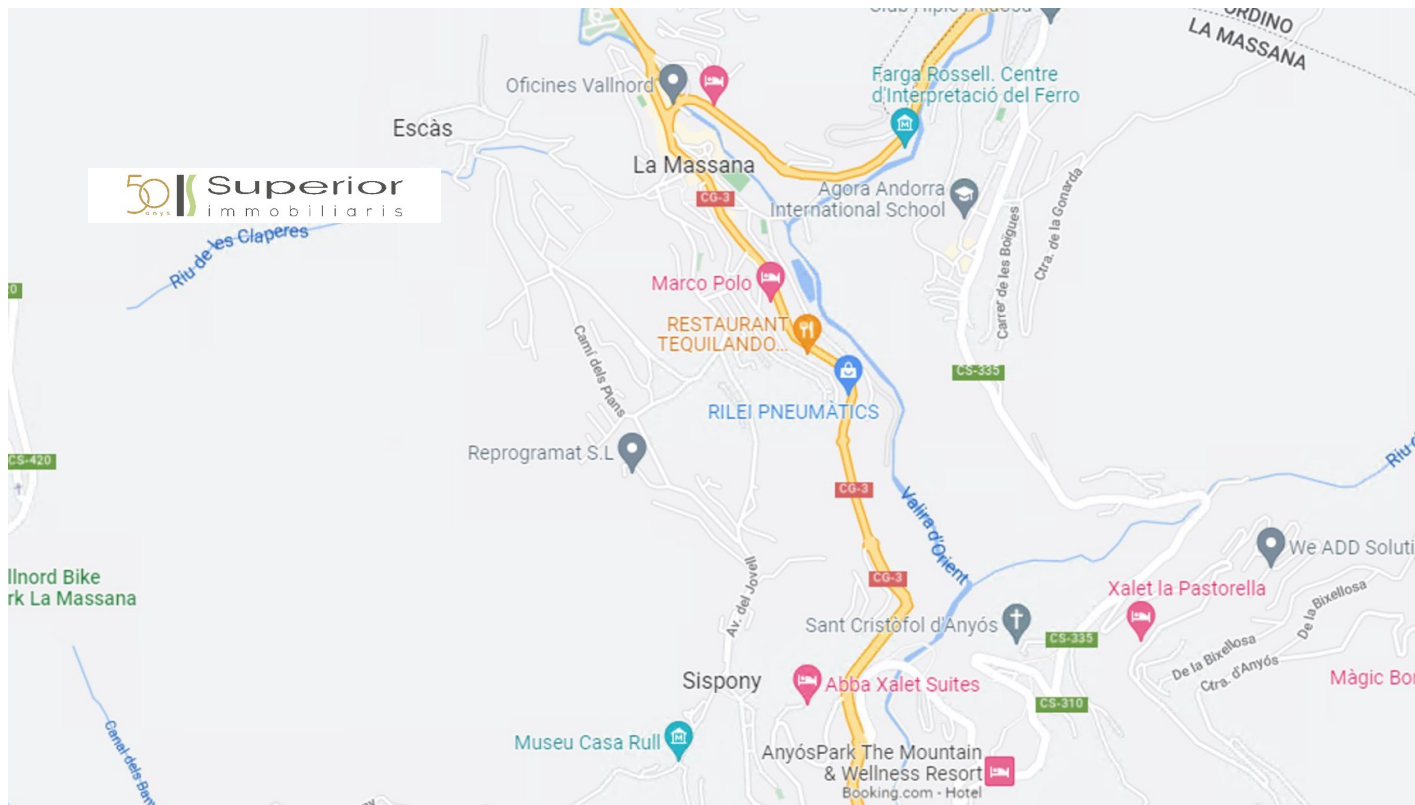 ORDINO
LA MASSANA
Farga Rossell. Centre
d'Interpretació del Ferro
Oficines Vallnord
Escàs
La Massana
CG-3
Agora Andorra
International School
50 anys
Superior
immobiliaris
Riu de les Claperes
Ctra. de la Gonarda
Carrer de les Boïgues
Marco Polo
RESTAURANT
TEQUILANDO...
Camí dels Plans
CS-335
RILEI PNEUMÀTICS
Reprogramat S.L
CS-420
CG-3
Valira d'Orient
We ADD Soluti
llnord Bike
rk La Massana
CG-3
Xalet la Pastorella
Av. del Jovell
De la Bixellosa
Sant Cristòfol d'Anyós
CS-335
De la Bixellosa
Ctra. d'Anyós
Sispony
Abba Xalet Suites
Màgic Bo
CS-310
Canal dels Ban
Museu Casa Rull
AnyósPark The Mountain
& Wellness Resort
Booking.com - Hotel